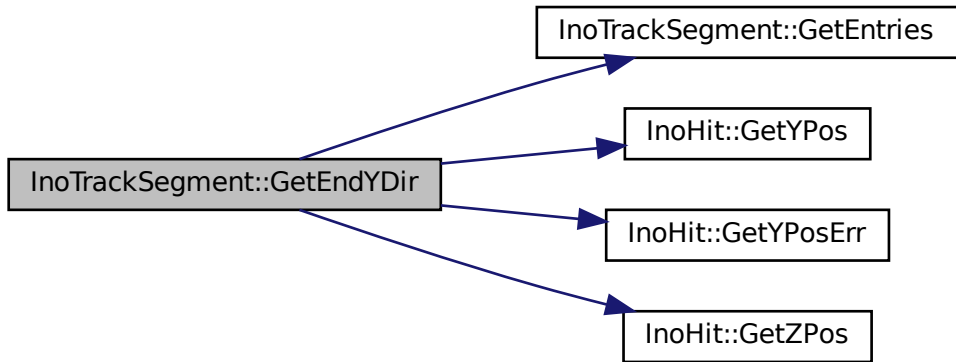 InoTrackSegment::GetEntries
InoHit::GetYPos
InoTrackSegment::GetEndYDir
InoHit::GetYPosErr
InoHit::GetZPos